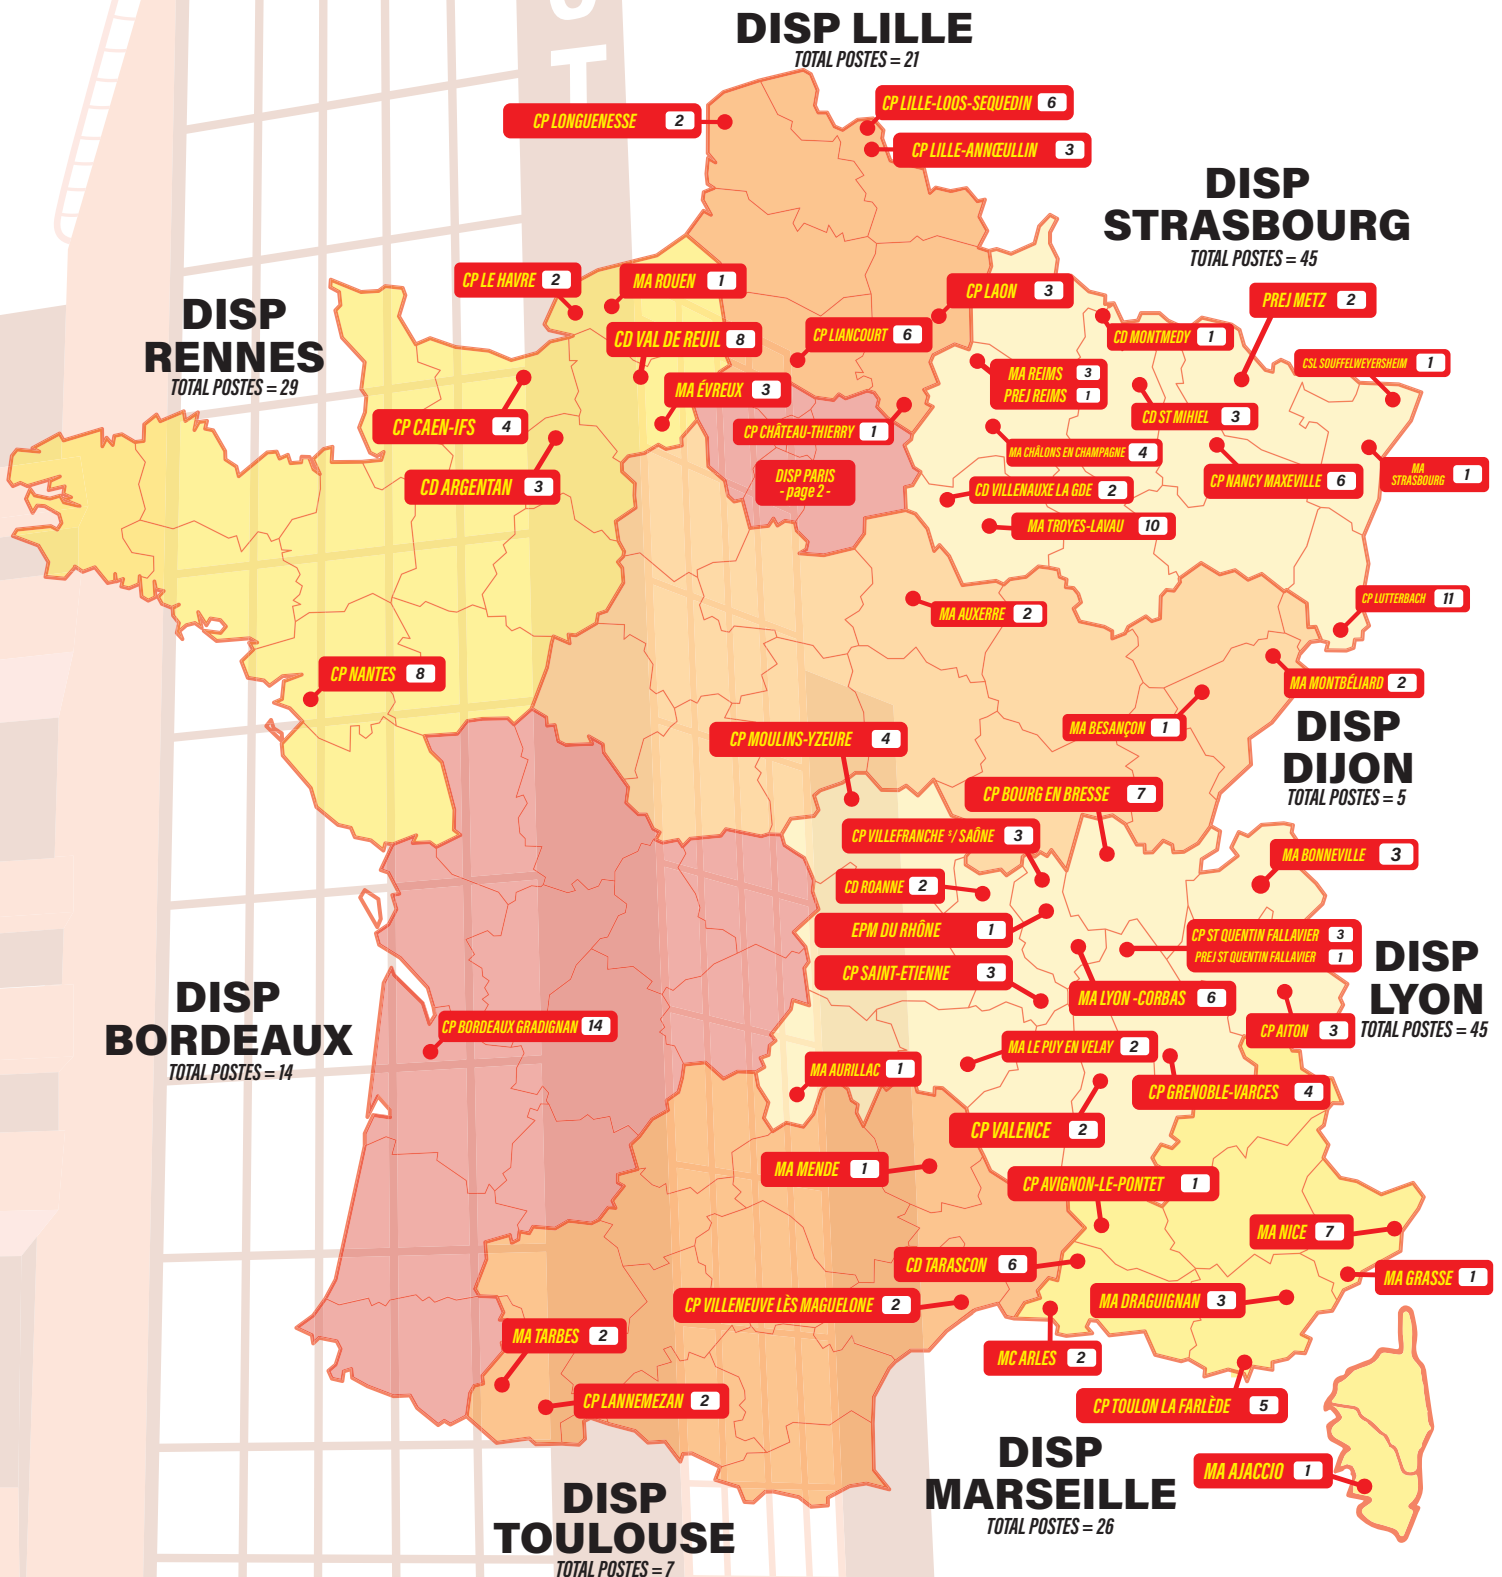 U
T
DISP LILLE
TOTAL POSTES = 21
CP LONGUENESSE 2
CP LILLE-LOOS-SEQUEDIN 6
CP LILLE-ANNŒULLIN 3
CP LAON 3
CP LIANCOURT 6
CP CHÂTEAU-THIERRY 1
DISP PARIS
- page 2 -
DISP
STRASBOURG
TOTAL POSTES = 45
PREJ METZ 2
CD MONTMEDY 1
CSL SOUFFELWEYERSHEIM 1
MA REIMS 3
PREJ REIMS 1
CD ST MIHIEL 3
MA CHÂLONS EN CHAMPAGNE 4
CP NANCY MAXEVILLE 6
MA
STRASBOURG 1
CD VILLENAUXE LA GDE 2
MA TROYES-LAVAU 10
CP LUTTERBACH 11
DISP
RENNES
TOTAL POSTES = 29
CP LE HAVRE 2
MA ROUEN 1
CD VAL DE REUIL 8
MA ÉVREUX 3
CP CAEN-IFS 4
CD ARGENTAN 3
CP NANTES 8
MA AUXERRE 2
MA MONTBÉLIARD 2
MA BESANÇON 1
DISP
DIJON
TOTAL POSTES = 5
CP MOULINS-YZEURE 4
CP BOURG EN BRESSE 7
CP VILLEFRANCHE S/ SAÔNE 3
MA BONNEVILLE 3
CD ROANNE 2
EPM DU RHÔNE 1
CP ST QUENTIN FALLAVIER 3
PREJ ST QUENTIN FALLAVIER 1
DISP
LYON
TOTAL POSTES = 45
CP SAINT-ETIENNE 3
MA LYON -CORBAS 6
CP AITON 3
MA LE PUY EN VELAY 2
MA AURILLAC 1
CP GRENOBLE-VARCES 4
CP VALENCE 2
DISP
BORDEAUX
TOTAL POSTES = 14
CP BORDEAUX GRADIGNAN 14
MA MENDE 1
CP AVIGNON-LE-PONTET 1
MA NICE 7
CD TARASCON 6
MA GRASSE 1
CP VILLENEUVE LÈS MAGUELONE 2
MA DRAGUIGNAN 3
MA TARBES 2
MC ARLES 2
CP LANNEMEZAN 2
CP TOULON LA FARLÈDE 5
DISP
MARSEILLE
TOTAL POSTES = 26
MA AJACCIO 1
DISP
TOULOUSE
TOTAL POSTES = 7